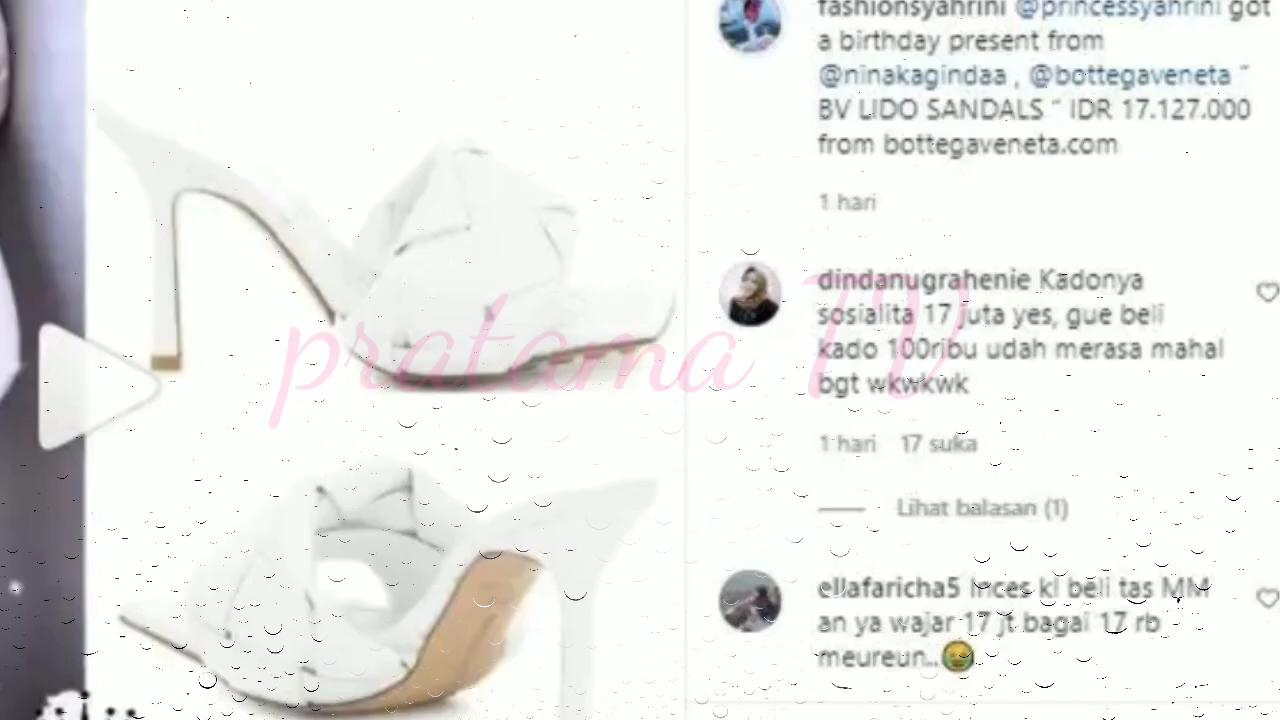 fashionsyahrini @princessyahrini got
a birthday present from
@ninakagindaa , @bottegaveneta "
BV LIDO SANDALS " IDR 17.127.000
from bottegaveneta.com
1 hari
dindanugrahenie Kadonya
sosialita 17 juta yes, gue beli
kado 100ribu udah merasa mahal
bgt wkwkwk
1 hari 17 suka
Lihat balasan (1)
ellafaricha5 Inces kl beli tas MM
an ya wajar 17 jt bagai 17 rb
meureun..😭
pratama TV